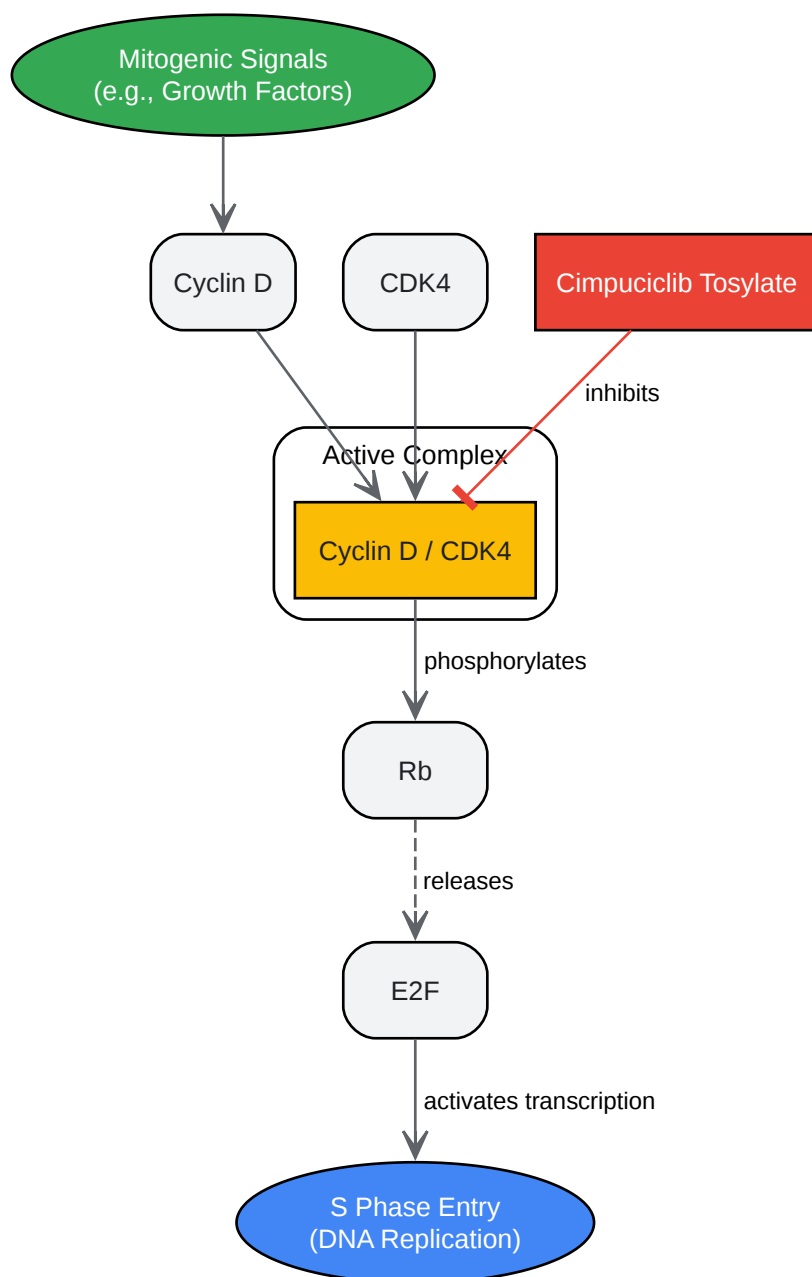 Mitogenic Signals
(e.g., Growth Factors)
Cyclin D
CDK4
Cimpuciclib Tosylate
inhibits
Active Complex
Cyclin D / CDK4
phosphorylates
Rb
releases
E2F
activates transcription
S Phase Entry
(DNA Replication)